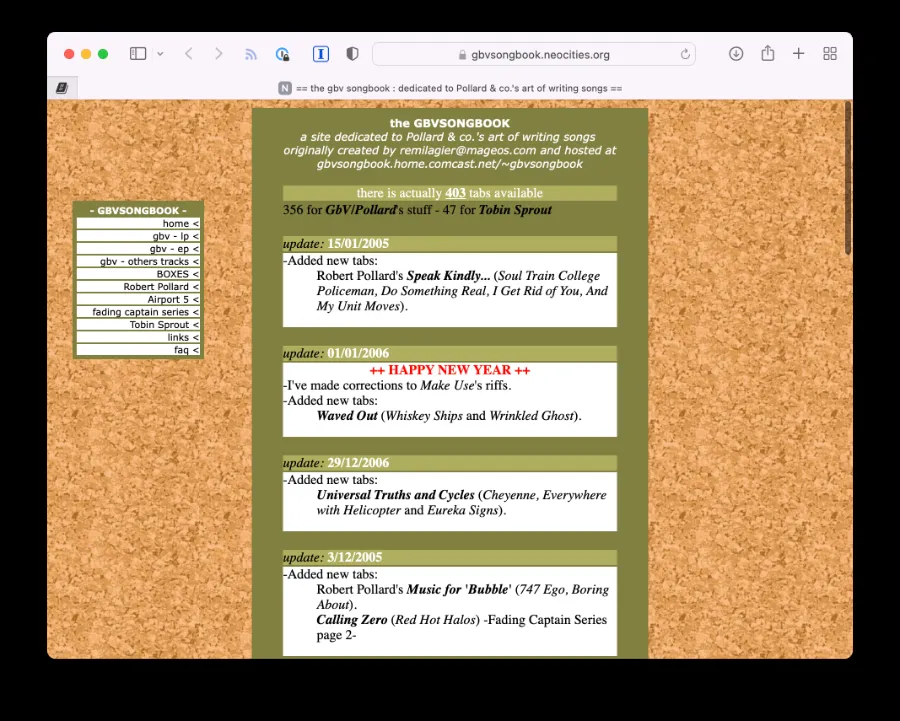 gbvsongbook.neocities.org
== the gbv songbook : dedicated to Pollard & co.'s art of writing songs ==
the GBVSONGBOOK
a site dedicated to Pollard & co.'s art of writing songs
originally created by remilagier@mageos.com and hosted at
gbvsongbook.home.comcast.net/~gbvsongbook
- GBVSONGBOOK -
home <
gbv - lp <
gbv - ep <
gbv - others tracks <
BOXES <
Robert Pollard <
Airport 5 <
fading captain series <
Tobin Sprout <
links <
faq <
there is actually 403 tabs available
356 for GbV/Pollard's stuff - 47 for Tobin Sprout
update: 15/01/2005
-Added new tabs:
Robert Pollard's Speak Kindly... (Soul Train College
Policeman, Do Something Real, I Get Rid of You, And
My Unit Moves).
update: 01/01/2006
++ HAPPY NEW YEAR ++
-I've made corrections to Make Use's riffs.
-Added new tabs:
Waved Out (Whiskey Ships and Wrinkled Ghost).
update: 29/12/2006
-Added new tabs:
Universal Truths and Cycles (Cheyenne, Everywhere
with Helicopter and Eureka Signs).
update: 3/12/2005
-Added new tabs:
Robert Pollard's Music for 'Bubble' (747 Ego, Boring
About).
Calling Zero (Red Hot Halos) -Fading Captain Series
page 2-